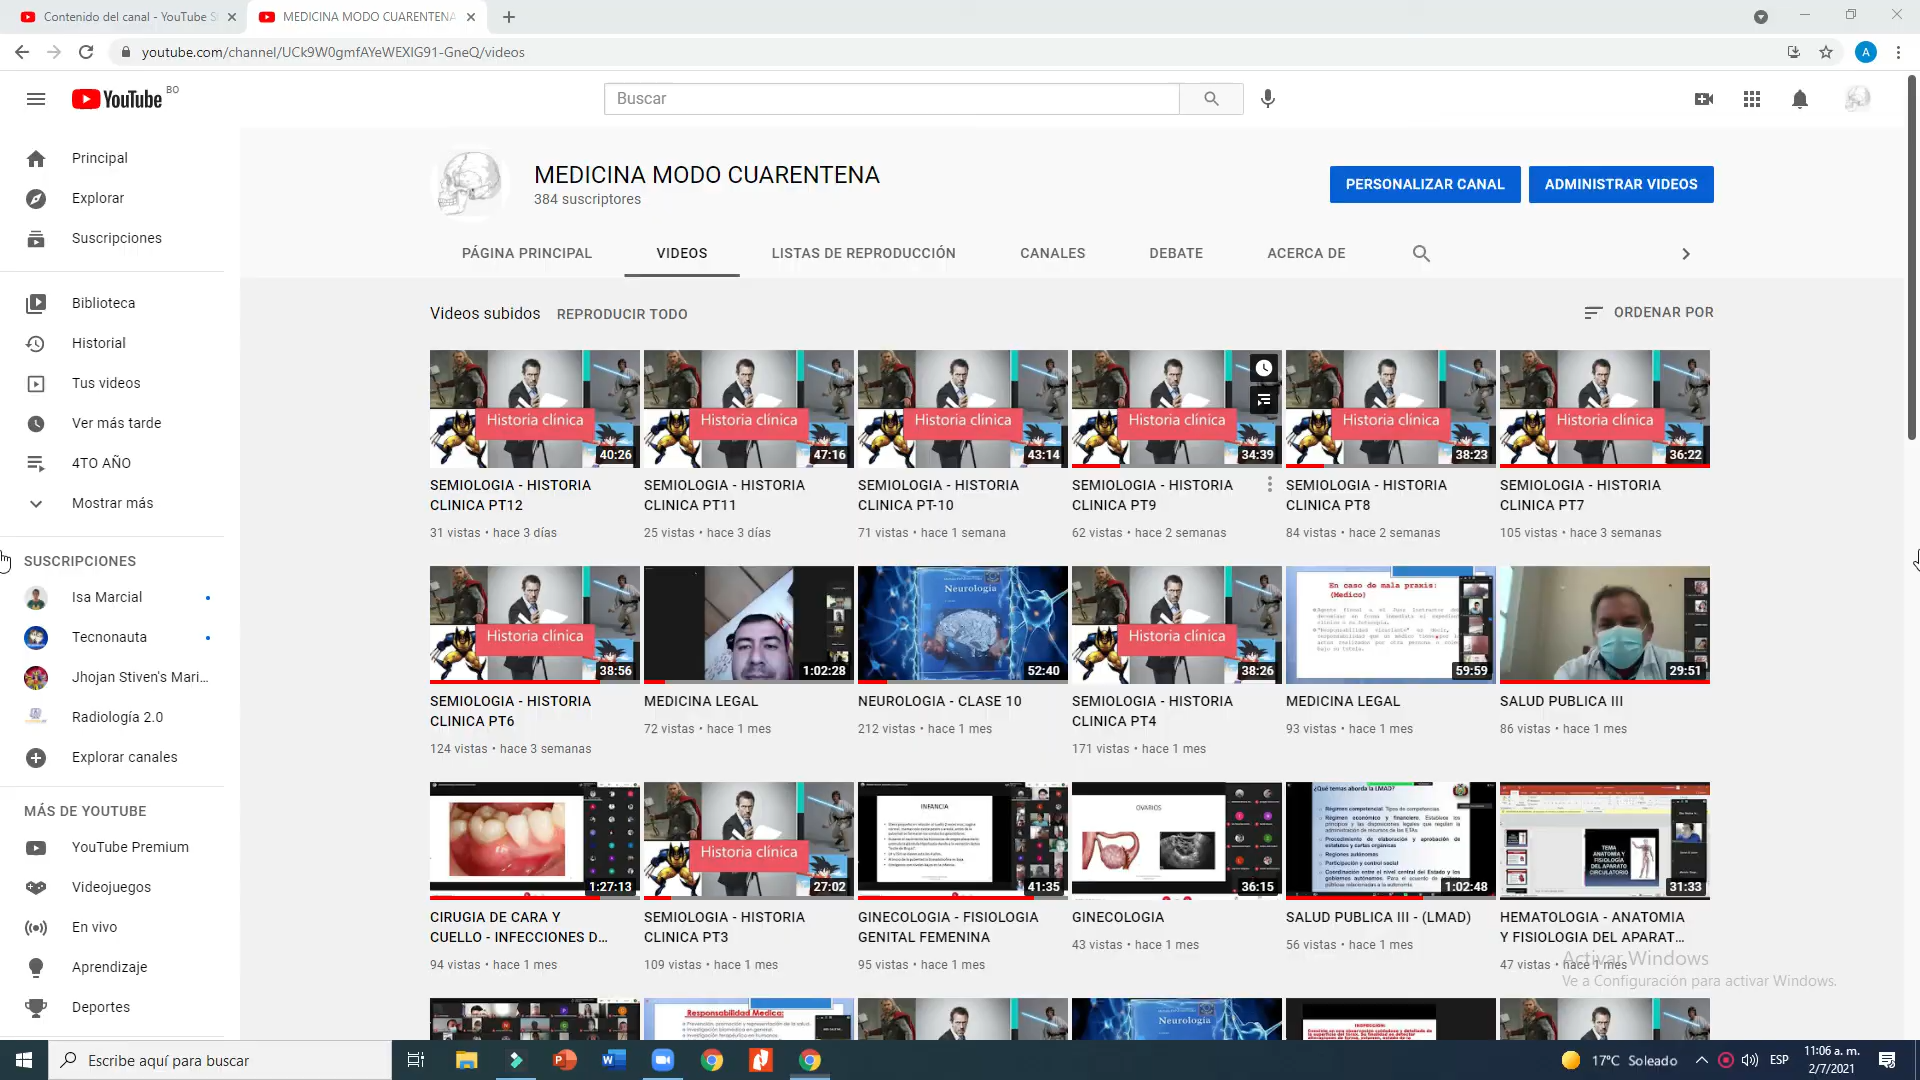 Contenido del canal - YouTube S
MEDICINA MODO CUARENTENA
youtube.com/channel/UCk9W0gmfAYeWEXlG91-GneQ/videos
A
YouTube BO
Buscar
Principal
Explorar
Suscripciones
Biblioteca
Historial
Tus videos
Ver más tarde
4TO AÑO
Mostrar más
SUSCRIPCIONES
Isa Marcial
Tecnonauta
Jhojan Stiven's Mari...
Radiología 2.0
Explorar canales
MÁS DE YOUTUBE
YouTube Premium
Videojuegos
En vivo
Aprendizaje
Deportes
MEDICINA MODO CUARENTENA
384 suscriptores
PERSONALIZAR CANAL
ADMINISTRAR VIDEOS
PÁGINA PRINCIPAL
VIDEOS
LISTAS DE REPRODUCCIÓN
CANALES
DEBATE
ACERCA DE
Videos subidos
REPRODUCIR TODO
ORDENAR POR
Historia clínica
40:26
SEMIOLOGIA - HISTORIA
CLINICA PT12
31 vistas • hace 3 días
Historia clínica
47:16
SEMIOLOGIA - HISTORIA
CLINICA PT11
25 vistas • hace 3 días
Historia clínica
43:14
SEMIOLOGIA - HISTORIA
CLINICA PT-10
71 vistas • hace 1 semana
Historia clínica
34:39
SEMIOLOGIA - HISTORIA
CLINICA PT9
62 vistas • hace 2 semanas
Historia clínica
38:23
SEMIOLOGIA - HISTORIA
CLINICA PT8
84 vistas • hace 2 semanas
Historia clínica
36:22
SEMIOLOGIA - HISTORIA
CLINICA PT7
105 vistas • hace 3 semanas
Historia clínica
38:56
SEMIOLOGIA - HISTORIA
CLINICA PT6
124 vistas • hace 3 semanas
1:02:28
MEDICINA LEGAL
72 vistas • hace 1 mes
Neurología
52:40
NEUROLOGIA - CLASE 10
212 vistas • hace 1 mes
Historia clínica
38:26
SEMIOLOGIA - HISTORIA
CLINICA PT4
171 vistas • hace 1 mes
En caso de mala praxis:
(Medico)
59:59
MEDICINA LEGAL
93 vistas • hace 1 mes
29:51
SALUD PUBLICA III
86 vistas • hace 1 mes
1:27:13
CIRUGIA DE CARA Y
CUELLO - INFECCIONES D...
94 vistas • hace 1 mes
Historia clínica
27:02
SEMIOLOGIA - HISTORIA
CLINICA PT3
109 vistas • hace 1 mes
INFANCIA
41:35
GINECOLOGIA - FISIOLOGIA
GENITAL FEMENINA
95 vistas • hace 1 mes
OVARIOS
36:15
GINECOLOGIA
43 vistas • hace 1 mes
¿Qué temas aborda la LMAD?
1:02:48
SALUD PUBLICA III - (LMAD)
56 vistas • hace 1 mes
TEMA
ANATOMIA Y
FISIOLOGÍA
DEL APARATO
CIRCULATORIO
31:33
HEMATOLOGIA - ANATOMIA
Y FISIOLOGIA DEL APARAT...
47 vistas • hace 1 mes
Responsabilidad Medica:
Neurología
Activar Windows
Ve a Configuración para activar Windows.
Escribe aquí para buscar
17°C Soleado
ESP
11:06 a. m.
2/7/2021